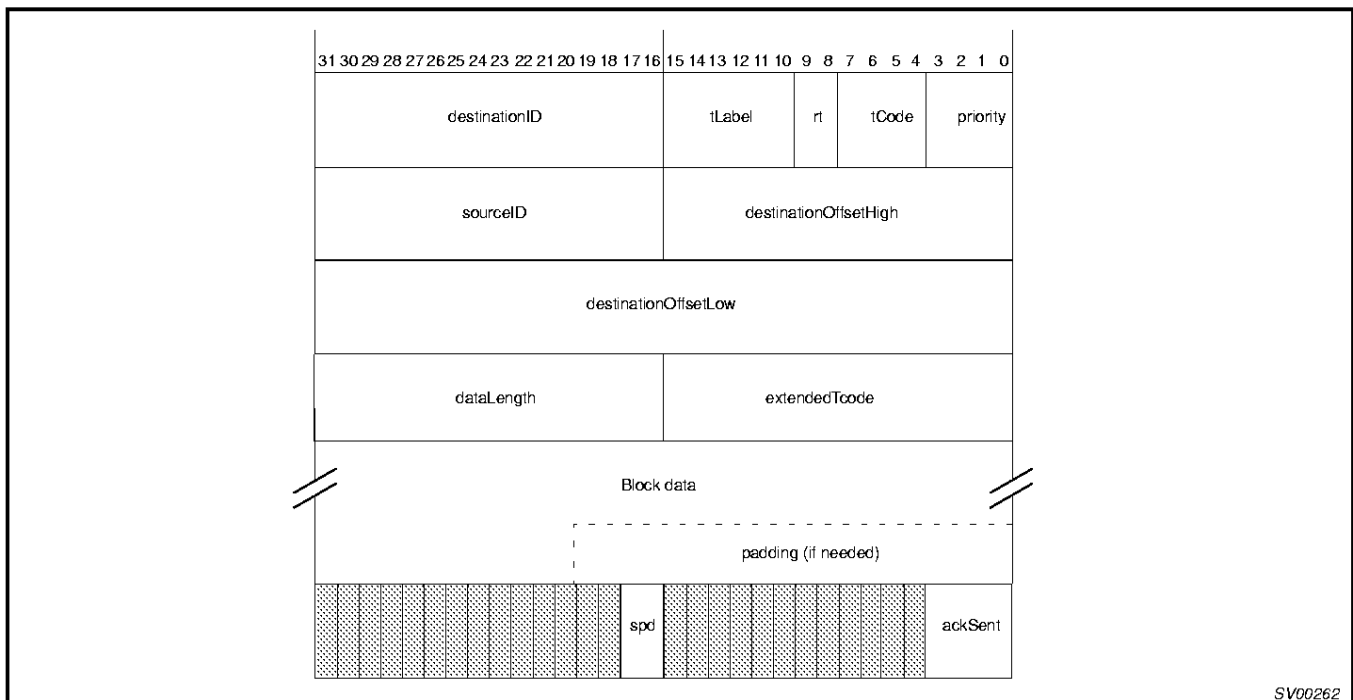 31 30 29 28 27 26 25 24 23 22 21 20 19 18 17 16 15 14 13 12 11 10 9 8 7 6 5 4 3 2 1 0
destinationID tLabel rt tCode priority
sourceID destinationOffsetHigh
destinationOffsetLow
dataLength extendedTcode
Block data
padding (if needed)
spd ackSent
SV00262